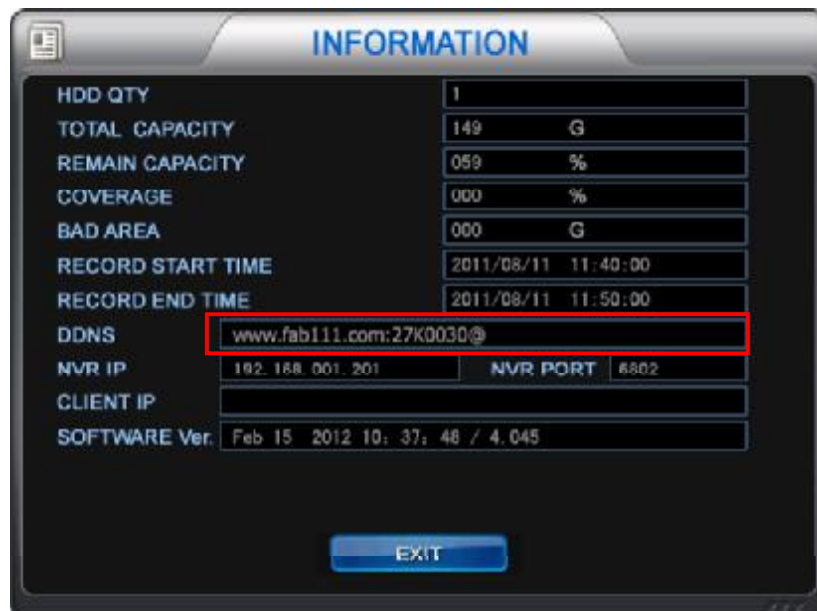 INFORMATION
HDD QTY 1
TOTAL CAPACITY 149 G
REMAIN CAPACITY 059 %
COVERAGE 000 %
BAD AREA 000 G
RECORD START TIME 2011/08/11 11:40:00
RECORD END TIME 2011/08/11 11:50:00
DDNS www.fab111.com:27K0030@
NVR IP 192.168.001.201 NVR PORT 6802
CLIENT IP
SOFTWARE Ver. Feb 15 2012 10: 37: 48 / 4.045
EXIT